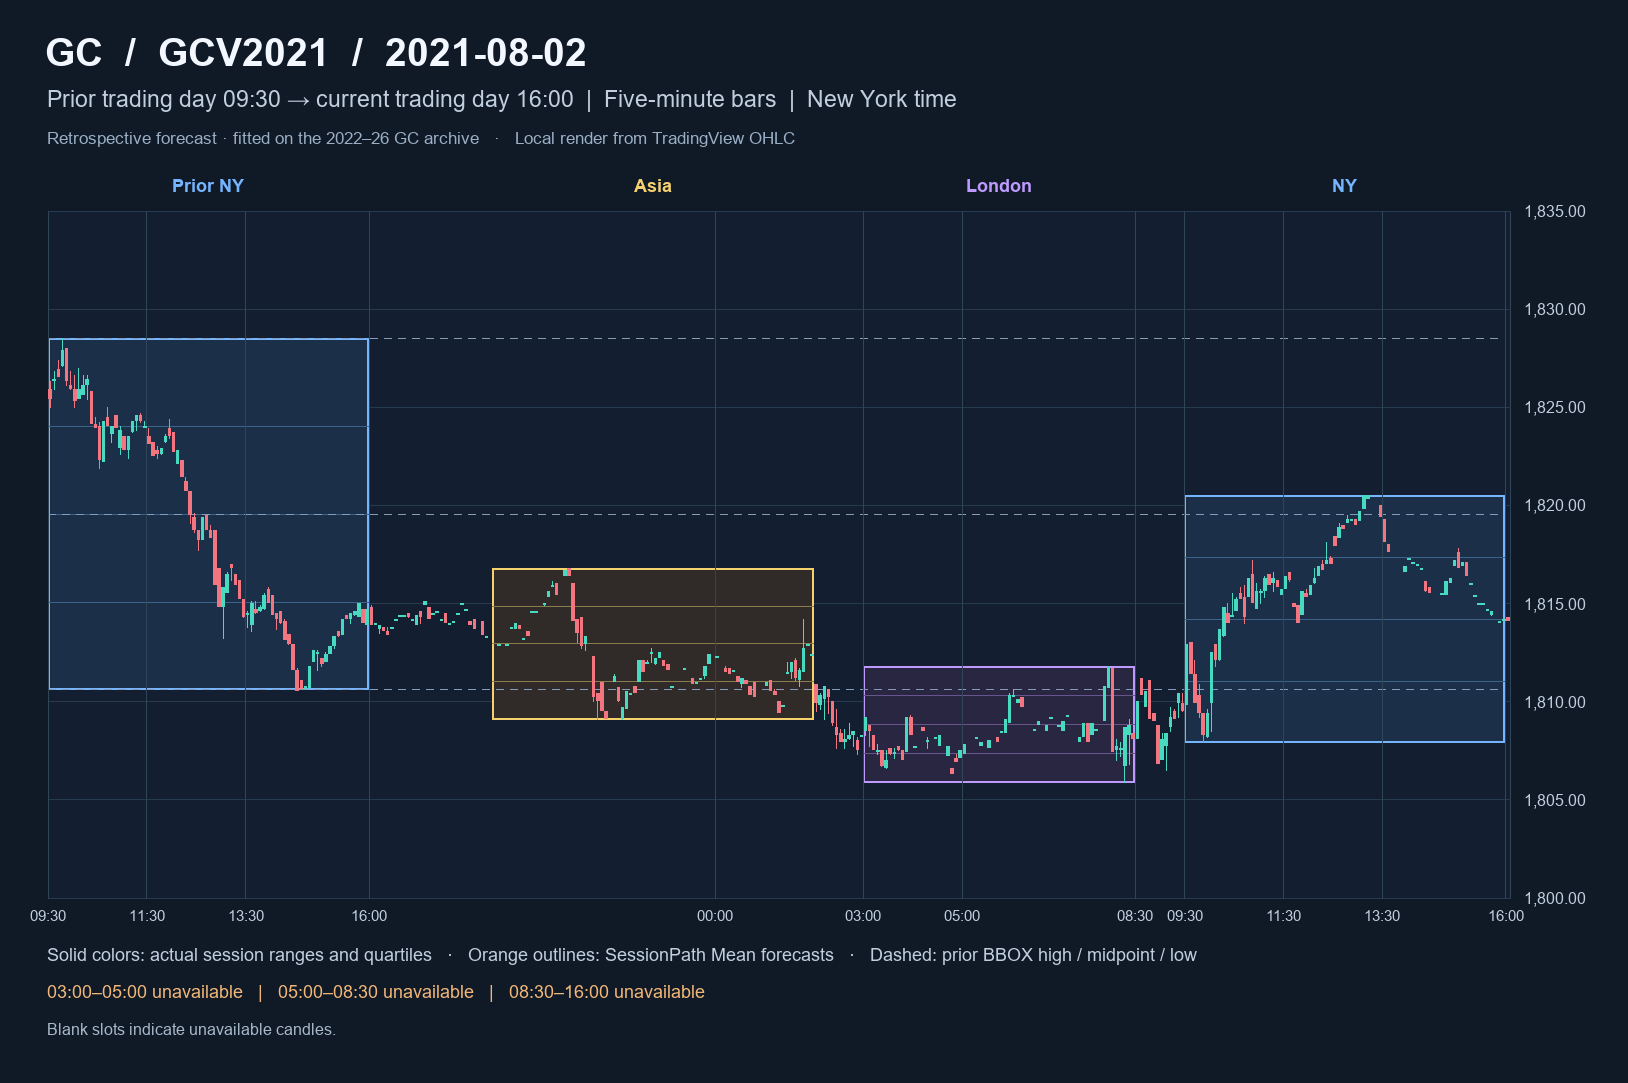 GC / GCV2021 / 2021-08-02
Prior trading day 09:30 → current trading day 16:00 | Five-minute bars | New York time
Retrospective forecast · fitted on the 2022–26 GC archive · Local render from TradingView OHLC
Prior NY Asia London NY
1,835.00
1,830.00
1,825.00
1,820.00
1,815.00
1,810.00
1,805.00
1,800.00
09:30 11:30 13:30 16:00 00:00 03:00 05:00 08:30 09:30 11:30 13:30 16:00
Solid colors: actual session ranges and quartiles · Orange outlines: SessionPath Mean forecasts · Dashed: prior BBOX high / midpoint / low
03:00–05:00 unavailable | 05:00–08:30 unavailable | 08:30–16:00 unavailable
Blank slots indicate unavailable candles.